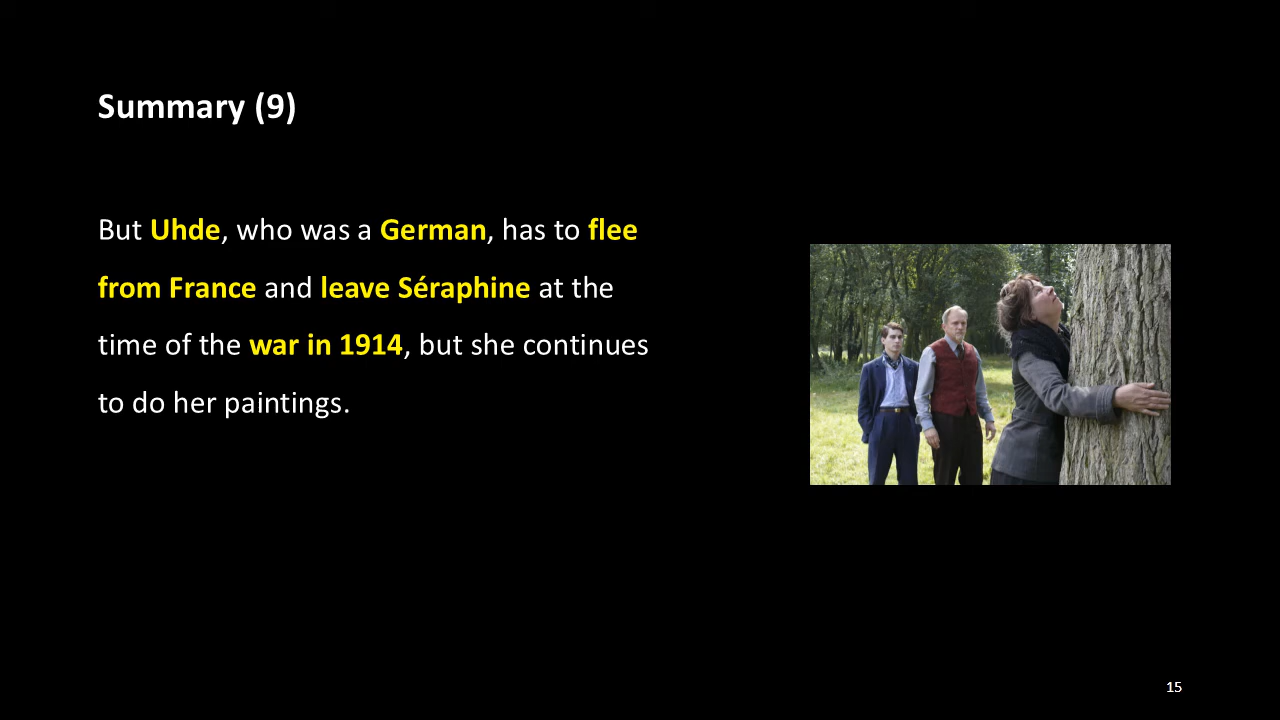 Summary (9)
But Uhde, who was a German, has to flee
from France and leave Séraphine at the
time of the war in 1914, but she continues
to do her paintings.
15